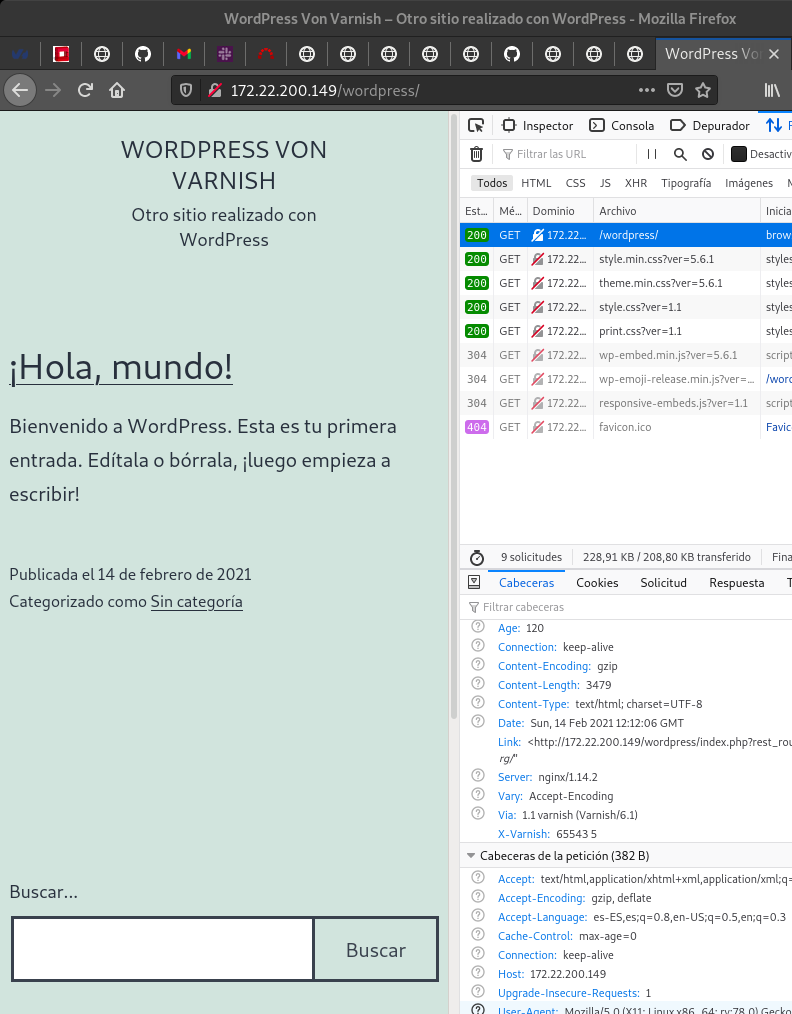 WordPress Von Varnish – Otro sitio realizado con WordPress - Mozilla Firefox
WordPress Vo
172.22.200.149/wordpress/
WORDPRESS VON
VARNISH
Otro sitio realizado con
WordPress
¡Hola, mundo!
Bienvenido a WordPress. Esta es tu primera
entrada. Edítala o bórrala, ¡luego empieza a
escribir!
Publicada el 14 de febrero de 2021
Categorizado como Sin categoría
Buscar...
Buscar
Inspector Consola Depurador
Filtrar las URL Desactiv
Todos HTML CSS JS XHR Tipografía Imágenes
Est... Mé... Dominio Archivo Inicia
200 GET 172.22... /wordpress/ brow
200 GET 172.22... style.min.css?ver=5.6.1 styles
200 GET 172.22... theme.min.css?ver=5.6.1 styles
200 GET 172.22... style.css?ver=1.1 styles
200 GET 172.22... print.css?ver=1.1 styles
304 GET 172.22... wp-embed.min.js?ver=5.6.1 script
304 GET 172.22... wp-emoji-release.min.js?ver=... /word
304 GET 172.22... responsive-embeds.js?ver=1.1 script
404 GET 172.22... favicon.ico Favic
9 solicitudes 228,91 KB / 208,80 KB transferido Fina
Cabeceras Cookies Solicitud Respuesta T
Filtrar cabeceras
Age: 120
Connection: keep-alive
Content-Encoding: gzip
Content-Length: 3479
Content-Type: text/html; charset=UTF-8
Date: Sun, 14 Feb 2021 12:12:06 GMT
Link: <http://172.22.200.149/wordpress/index.php?rest_rou
rg/"
Server: nginx/1.14.2
Vary: Accept-Encoding
Via: 1.1 varnish (Varnish/6.1)
X-Varnish: 65543 5
Cabeceras de la petición (382 B)
Accept: text/html,application/xhtml+xml,application/xml;q=
Accept-Encoding: gzip, deflate
Accept-Language: es-ES,es;q=0.8,en-US;q=0.5,en;q=0.3
Cache-Control: max-age=0
Connection: keep-alive
Host: 172.22.200.149
Upgrade-Insecure-Requests: 1
User-Agent: Mozilla/5.0 (X11; Linux x86_64; rv:78.0) Gecko